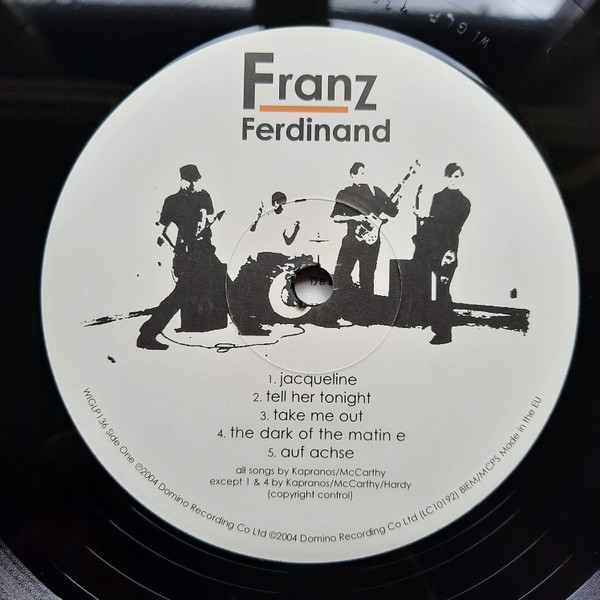 Franz
Ferdinand
1. jacqueline
2. tell her tonight
3. take me out
4. the dark of the matin e
5. auf achse
all songs by Kapranos/McCarthy
except 1 & 4 by Kapranos/McCarthy/Hardy
(copyright control)
WIGLP136 Side One ℗2004 Domino Recording Co Ltd ©2004 Domino Recording Co Ltd (LC10192) BIEM/MCPS Made in the EU